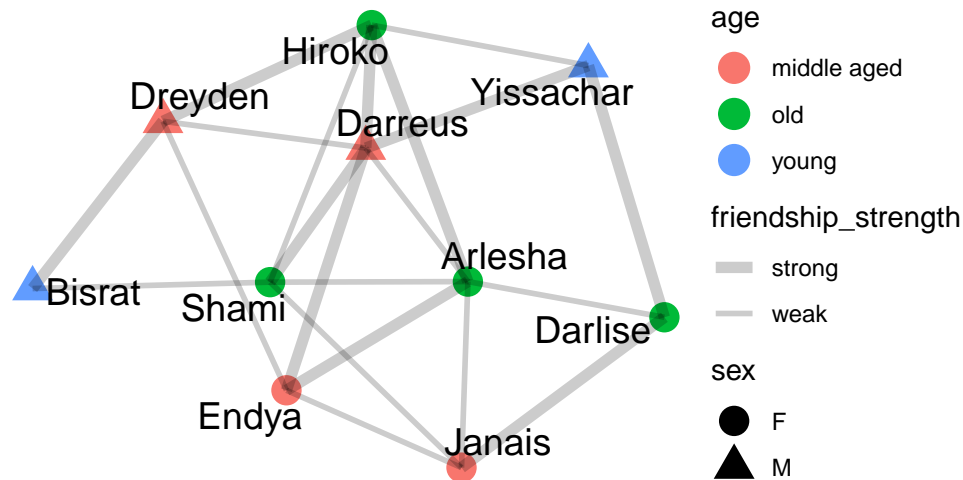 Hiroko
Dreyden
Yissachar
Darreus
Arlesha
Bisrat
Shami
Darlise
Endya
Janais
age
middle aged
old
young
friendship_strength
strong
weak
sex
F
M